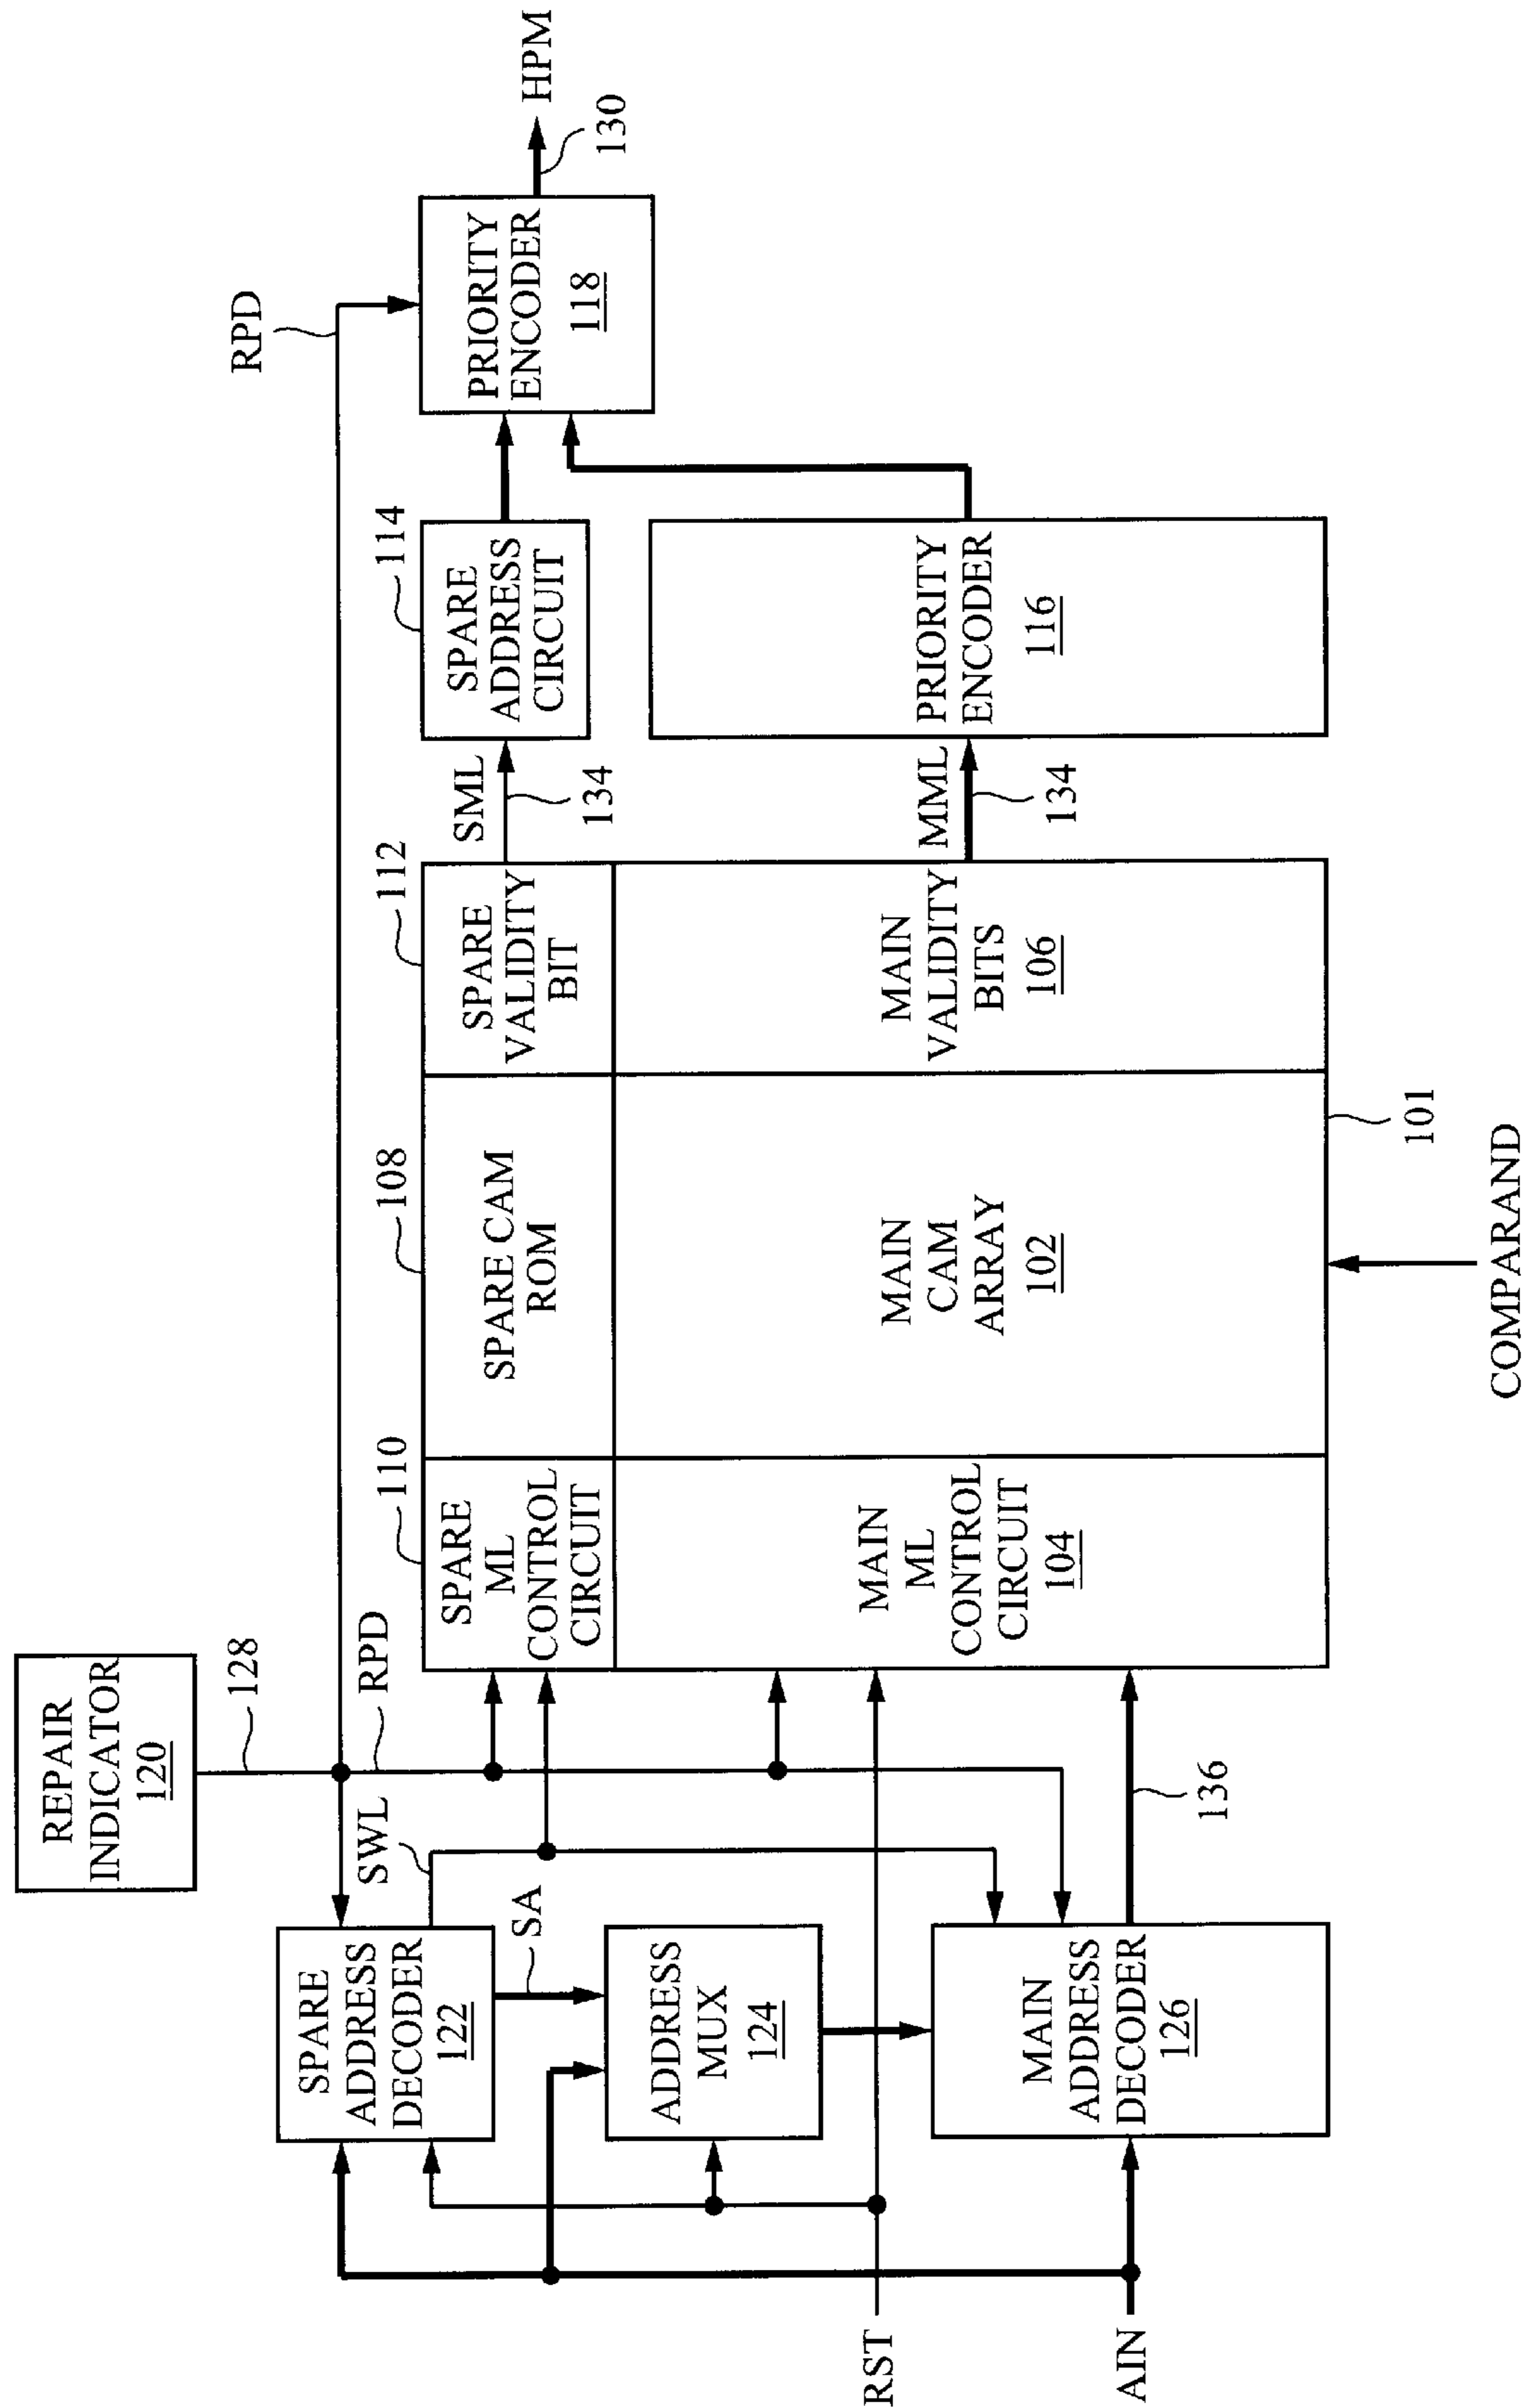 REPAIR
INDICATOR
120
128
RPD
RPD
SWL
SA
SPARE
ADDRESS
DECODER
122
ADDRESS
MUX
124
MAIN
ADDRESS
DECODER
126
136
RST
AIN
110
SPARE
ML
CONTROL
CIRCUIT
MAIN
ML
CONTROL
CIRCUIT
104
108
SPARE CAM
ROM
MAIN
CAM
ARRAY
102
112
SPARE
VALIDITY
BIT
MAIN
VALIDITY
BITS
106
101
COMPARAND
SML
134
MML
134
114
SPARE
ADDRESS
CIRCUIT
PRIORITY
ENCODER
116
PRIORITY
ENCODER
118
HPM
130